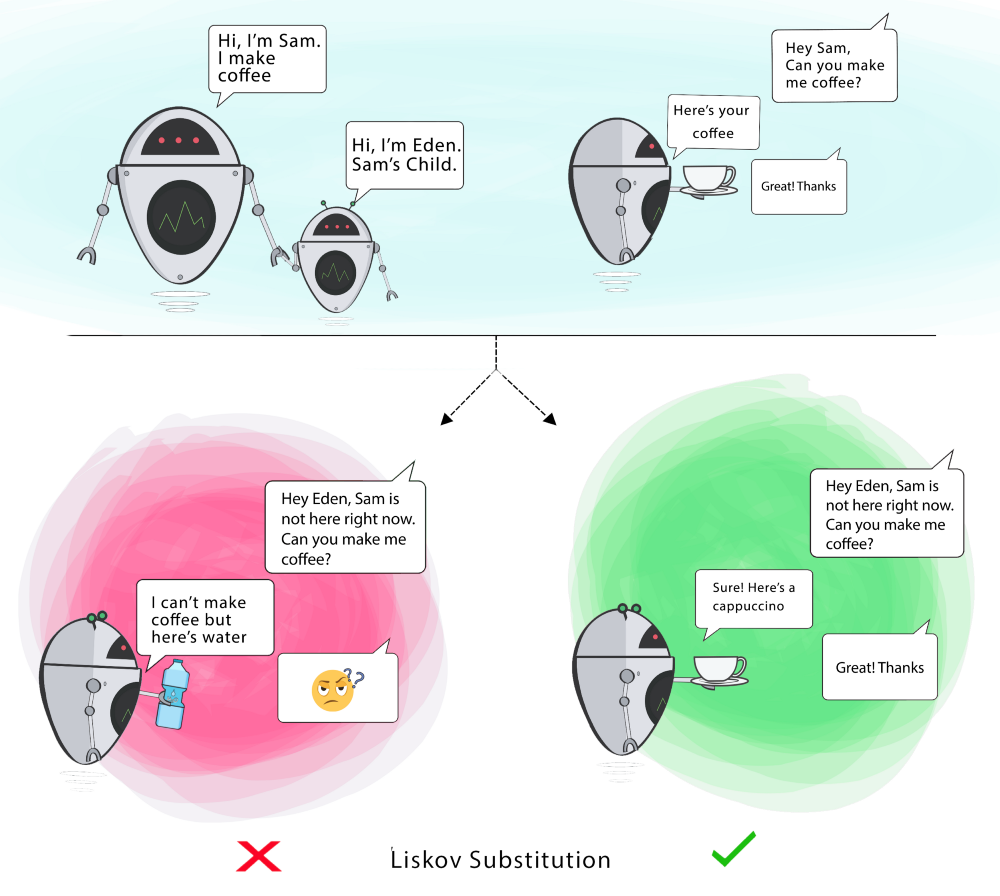 Hi, I'm Sam.
I make
coffee
Hi, I'm Eden.
Sam's Child.
Hey Sam,
Can you make
me coffee?
Here's your
coffee
Great! Thanks
Hey Eden, Sam is
not here right now.
Can you make me
coffee?
I can't make
coffee but
here's water
??
Hey Eden, Sam is
not here right now.
Can you make me
coffee?
Sure! Here's a
cappuccino
Great! Thanks
Liskov Substitution